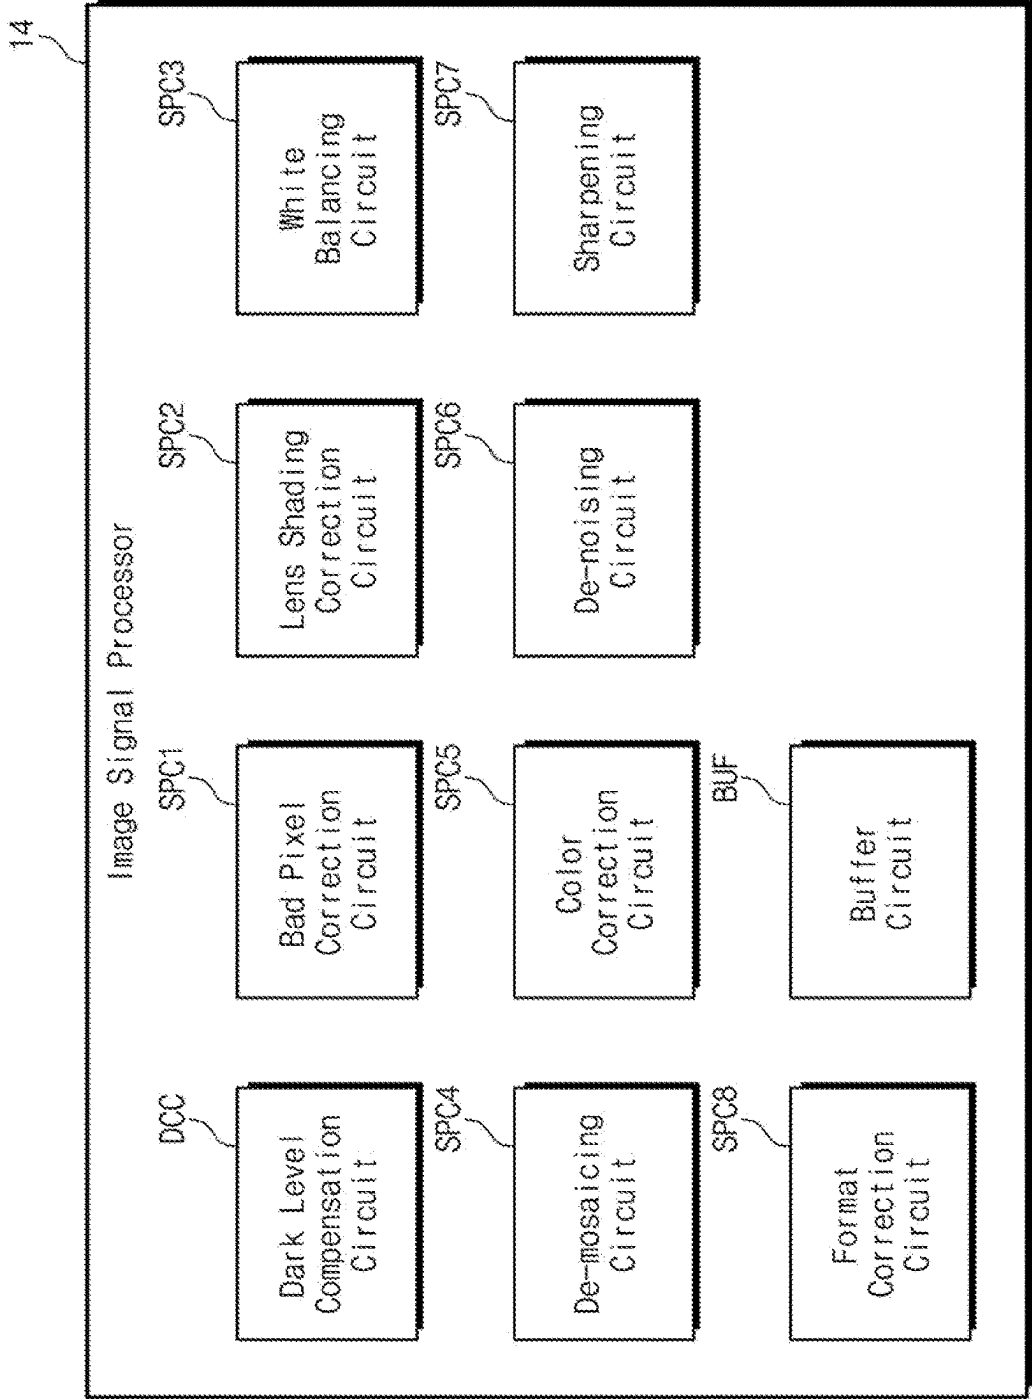 14
Image Signal Processor
DCC
Dark Level
Compensation
Circuit
SPC1
Bad Pixel
Correction
Circuit
SPC2
Lens Shading
Correction
Circuit
SPC3
White
Balancing
Circuit
SPC4
De-mosaicing
Circuit
SPC5
Color
Correction
Circuit
SPC6
De-noising
Circuit
SPC7
Sharpening
Circuit
SPC8
Format
Correction
Circuit
BUF
Buffer
Circuit